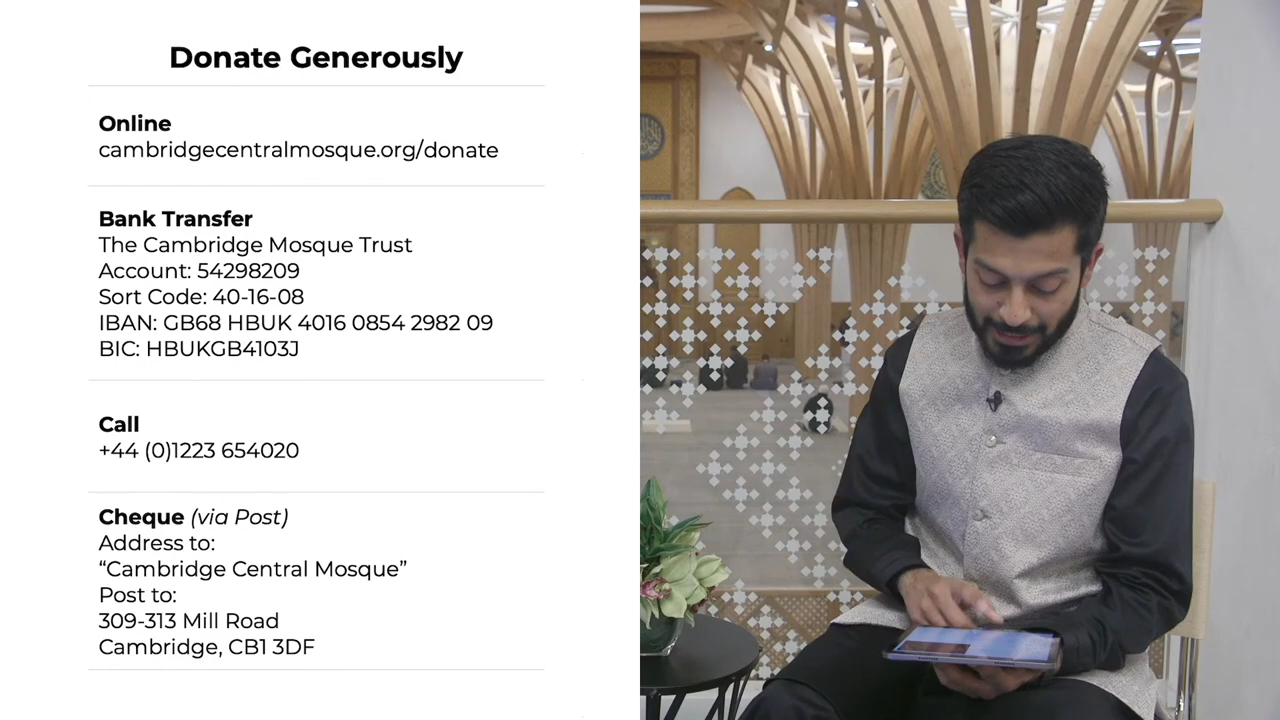 Donate Generously
Online
cambridgecentralmosque.org/donate
Bank Transfer
The Cambridge Mosque Trust
Account: 54298209
Sort Code: 40-16-08
IBAN: GB68 HBUK 4016 0854 2982 09
BIC: HBUKGB4103J
Call
+44 (0)1223 654020
Cheque (via Post)
Address to:
“Cambridge Central Mosque”
Post to:
309-313 Mill Road
Cambridge, CB1 3DF